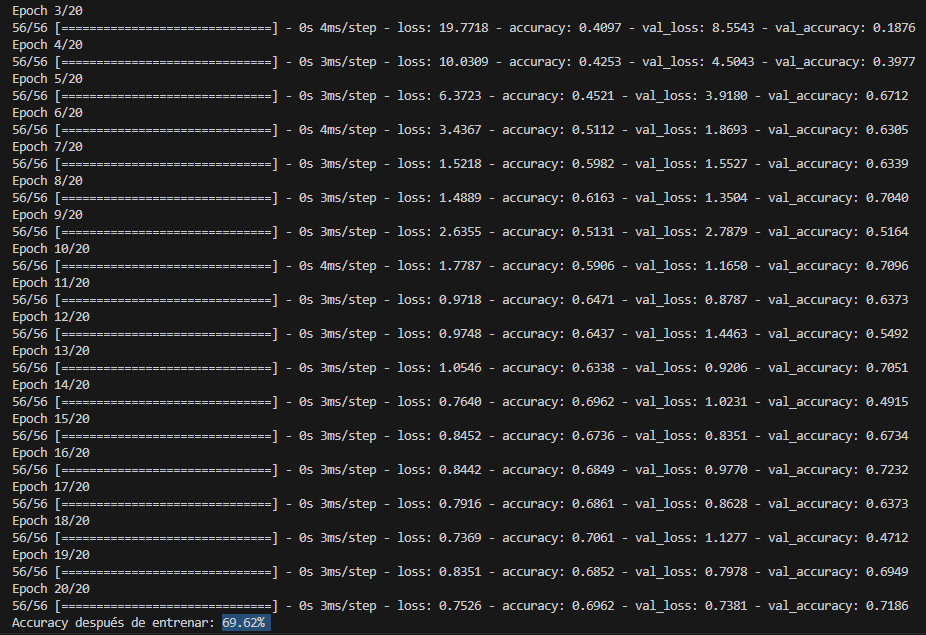 Epoch 3/20
56/56 [==============================] - 0s 4ms/step - loss: 19.7718 - accuracy: 0.4097 - val_loss: 8.5543 - val_accuracy: 0.1876
Epoch 4/20
56/56 [==============================] - 0s 3ms/step - loss: 10.0309 - accuracy: 0.4253 - val_loss: 4.5043 - val_accuracy: 0.3977
Epoch 5/20
56/56 [==============================] - 0s 3ms/step - loss: 6.3723 - accuracy: 0.4521 - val_loss: 3.9180 - val_accuracy: 0.6712
Epoch 6/20
56/56 [==============================] - 0s 4ms/step - loss: 3.4367 - accuracy: 0.5112 - val_loss: 1.8693 - val_accuracy: 0.6305
Epoch 7/20
56/56 [==============================] - 0s 3ms/step - loss: 1.5218 - accuracy: 0.5982 - val_loss: 1.5527 - val_accuracy: 0.6339
Epoch 8/20
56/56 [==============================] - 0s 3ms/step - loss: 1.4889 - accuracy: 0.6163 - val_loss: 1.3504 - val_accuracy: 0.7040
Epoch 9/20
56/56 [==============================] - 0s 3ms/step - loss: 2.6355 - accuracy: 0.5131 - val_loss: 2.7879 - val_accuracy: 0.5164
Epoch 10/20
56/56 [==============================] - 0s 4ms/step - loss: 1.7787 - accuracy: 0.5906 - val_loss: 1.1650 - val_accuracy: 0.7096
Epoch 11/20
56/56 [==============================] - 0s 3ms/step - loss: 0.9718 - accuracy: 0.6471 - val_loss: 0.8787 - val_accuracy: 0.6373
Epoch 12/20
56/56 [==============================] - 0s 3ms/step - loss: 0.9748 - accuracy: 0.6437 - val_loss: 1.4463 - val_accuracy: 0.5492
Epoch 13/20
56/56 [==============================] - 0s 3ms/step - loss: 1.0546 - accuracy: 0.6338 - val_loss: 0.9206 - val_accuracy: 0.7051
Epoch 14/20
56/56 [==============================] - 0s 3ms/step - loss: 0.7640 - accuracy: 0.6962 - val_loss: 1.0231 - val_accuracy: 0.4915
Epoch 15/20
56/56 [==============================] - 0s 3ms/step - loss: 0.8452 - accuracy: 0.6736 - val_loss: 0.8351 - val_accuracy: 0.6734
Epoch 16/20
56/56 [==============================] - 0s 3ms/step - loss: 0.8442 - accuracy: 0.6849 - val_loss: 0.9770 - val_accuracy: 0.7232
Epoch 17/20
56/56 [==============================] - 0s 3ms/step - loss: 0.7916 - accuracy: 0.6861 - val_loss: 0.8628 - val_accuracy: 0.6373
Epoch 18/20
56/56 [==============================] - 0s 3ms/step - loss: 0.7369 - accuracy: 0.7061 - val_loss: 1.1277 - val_accuracy: 0.4712
Epoch 19/20
56/56 [==============================] - 0s 3ms/step - loss: 0.8351 - accuracy: 0.6852 - val_loss: 0.7978 - val_accuracy: 0.6949
Epoch 20/20
56/56 [==============================] - 0s 3ms/step - loss: 0.7526 - accuracy: 0.6962 - val_loss: 0.7381 - val_accuracy: 0.7186
Accuracy después de entrenar: 69.62%